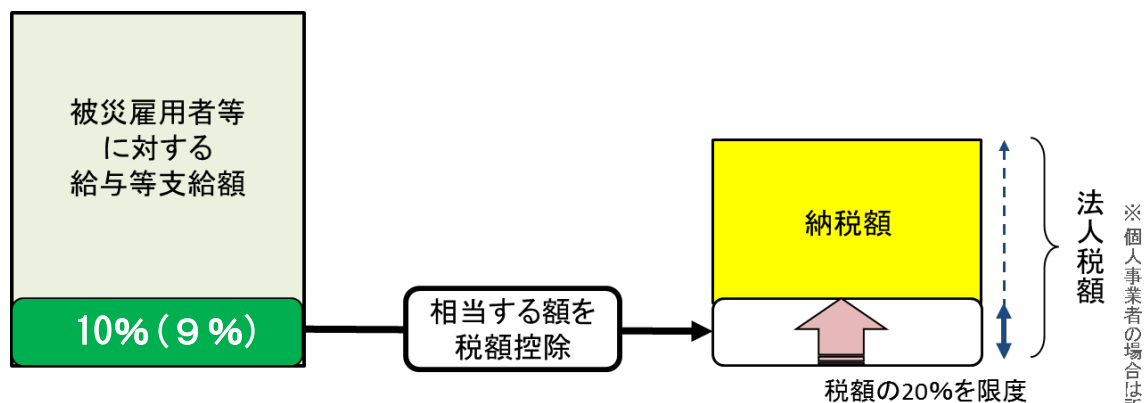 被災雇用者等
に対する
給与等支給額
10%(９%)
相当する額を
税額控除
納税額
税額の20%を限度
法人税額
※個人事業者の場合は